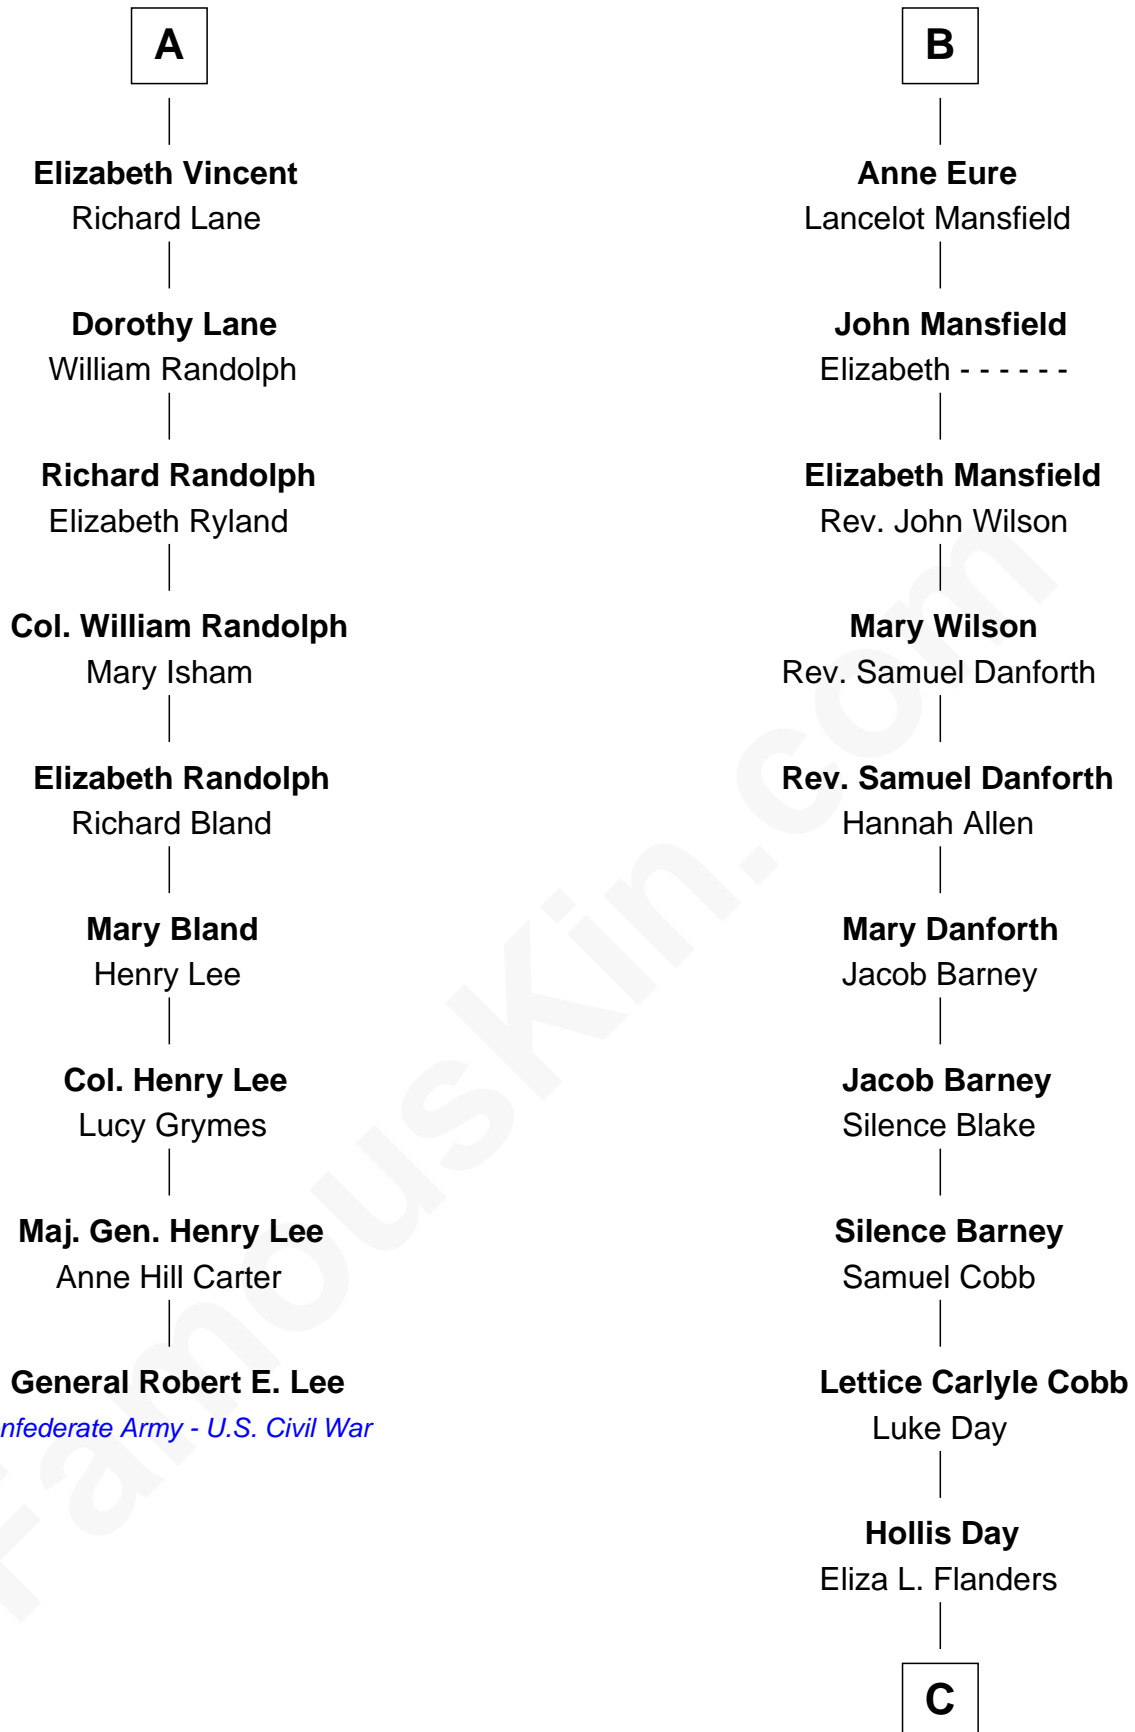 A
Elizabeth Vincent
Richard Lane
Dorothy Lane
William Randolph
Richard Randolph
Elizabeth Ryland
Col. William Randolph
Mary Isham
Elizabeth Randolph
Richard Bland
Mary Bland
Henry Lee
Col. Henry Lee
Lucy Grymes
Maj. Gen. Henry Lee
Anne Hill Carter
General Robert E. Lee
nfederate Army - U.S. Civil War
B
Anne Eure
Lancelot Mansfield
John Mansfield
Elizabeth - - - - - -
Elizabeth Mansfield
Rev. John Wilson
Mary Wilson
Rev. Samuel Danforth
Rev. Samuel Danforth
Hannah Allen
Mary Danforth
Jacob Barney
Jacob Barney
Silence Blake
Silence Barney
Samuel Cobb
Lettice Carlyle Cobb
Luke Day
Hollis Day
Eliza L. Flanders
C
FamousKin.com